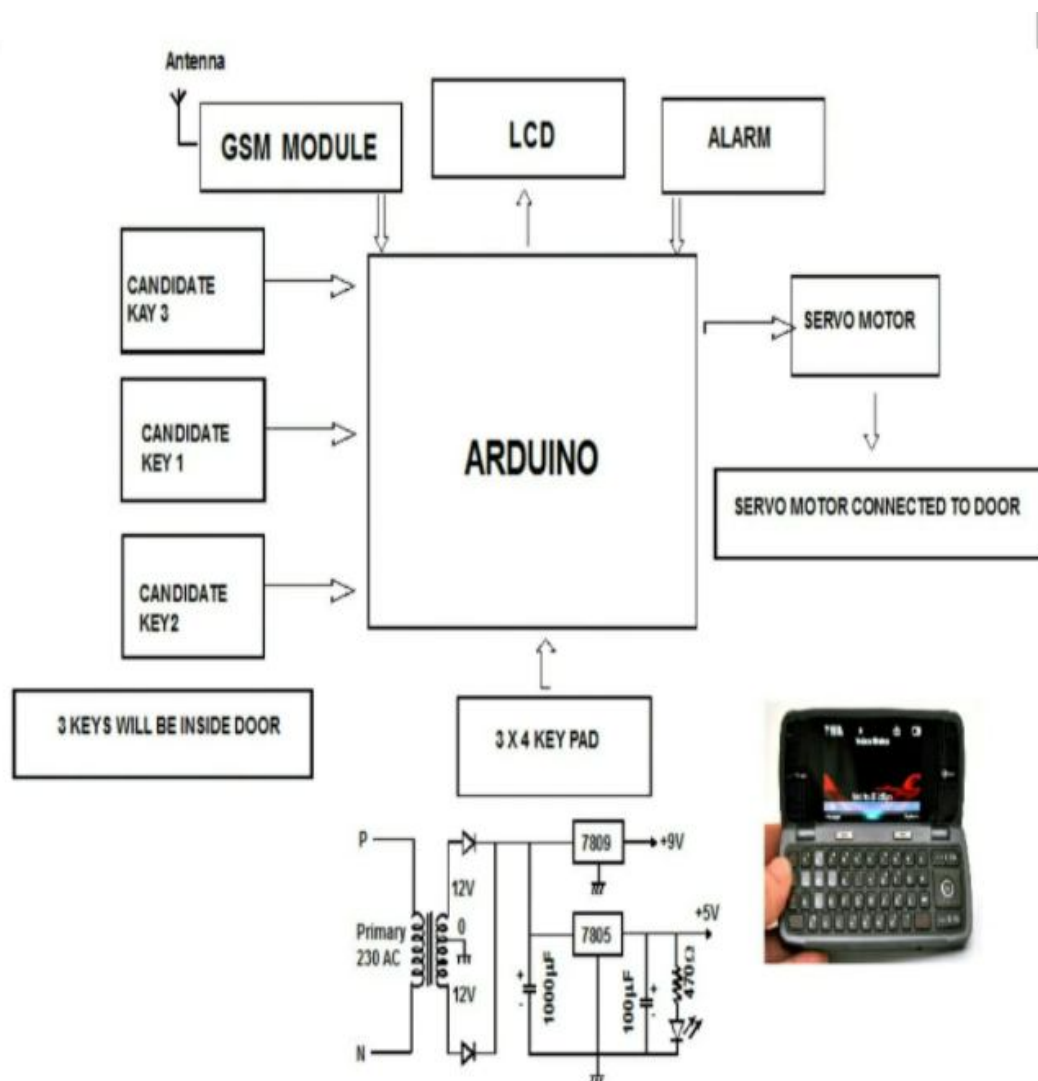 Antenna
GSM MODULE
LCD
ALARM
CANDIDATE
KAY 3
SERVO MOTOR
CANDIDATE
KEY 1
ARDUINO
SERVO MOTOR CONNECTED TO DOOR
CANDIDATE
KEY2
3 KEYS WILL BE INSIDE DOOR
3 X 4 KEY PAD
P
7809
+9V
12V
0
Primary
230 AC
7805
+5V
12V
+
1000µF
100µF
+
470Ω
N